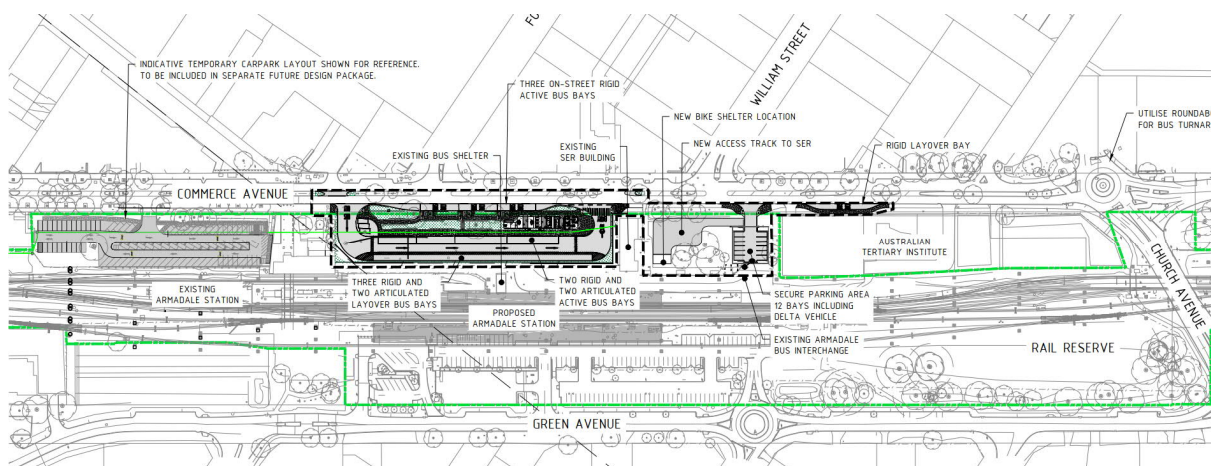 FO
WILLIAM STREET
INDICATIVE TEMPORARY CARPARK LAYOUT SHOWN FOR REFERENCE.
TO BE INCLUDED IN SEPARATE FUTURE DESIGN PACKAGE.
THREE ON-STREET RIGID
ACTIVE BUS BAYS
NEW BIKE SHELTER LOCATION
UTILISE ROUNDAB
FOR BUS TURNAR
EXISTING BUS SHELTER
EXISTING
SER BUILDING
NEW ACCESS TRACK TO SER
RIGID LAYOVER BAY
COMMERCE AVENUE
AUSTRALIAN
TERTIARY INSTITUTE
CHURCH AVENUE
EXISTING
ARMADALE STATION
THREE RIGID AND
TWO ARTICULATED
LAYOVER BUS BAYS
TWO RIGID AND
TWO ARTICULATED
ACTIVE BUS BAYS
PROPOSED
ARMADALE STATION
SECURE PARKING AREA
12 BAYS INCLUDING
DELTA VEHICLE
EXISTING ARMADALE
BUS INTERCHANGE
RAIL RESERVE
GREEN AVENUE